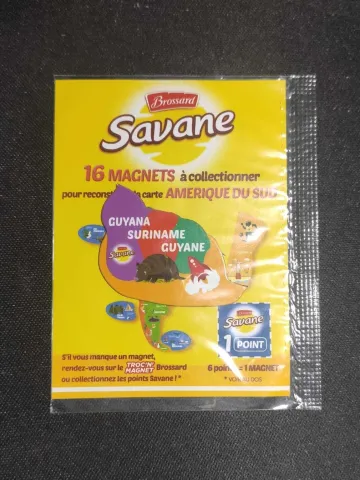 Brossard
Savane
16 MAGNETS à collectionner
pour reconst la carte AMERIQUE DU SUD
GUYANA
SURINAME
GUYANE
Savane
Brossard
Savane
1 POINT
S'il vous manque un magnet,
rendez-vous sur le TROC'N' MAGNET Brossard
ou collectionnez les points Savane ! *
6 points = 1 MAGNET
* VOIR AU DOS